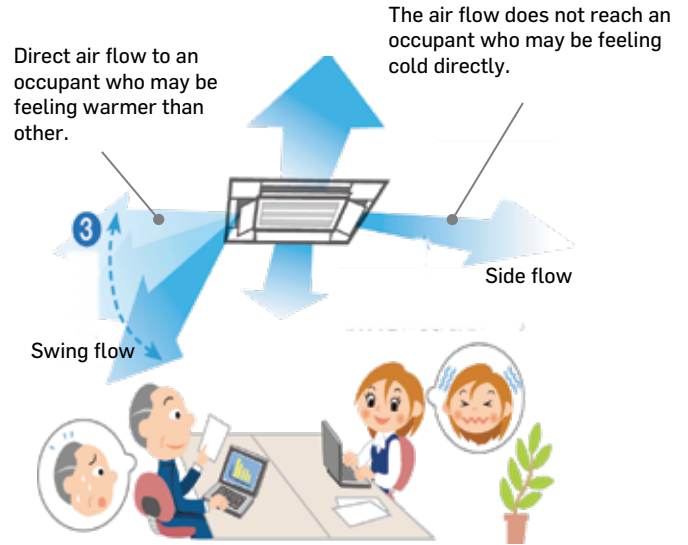 The air flow does not reach an
occupant who may be feeling
cold directly.
Direct air flow to an
occupant who may be
feeling warmer than
other.
3
Side flow
Swing flow